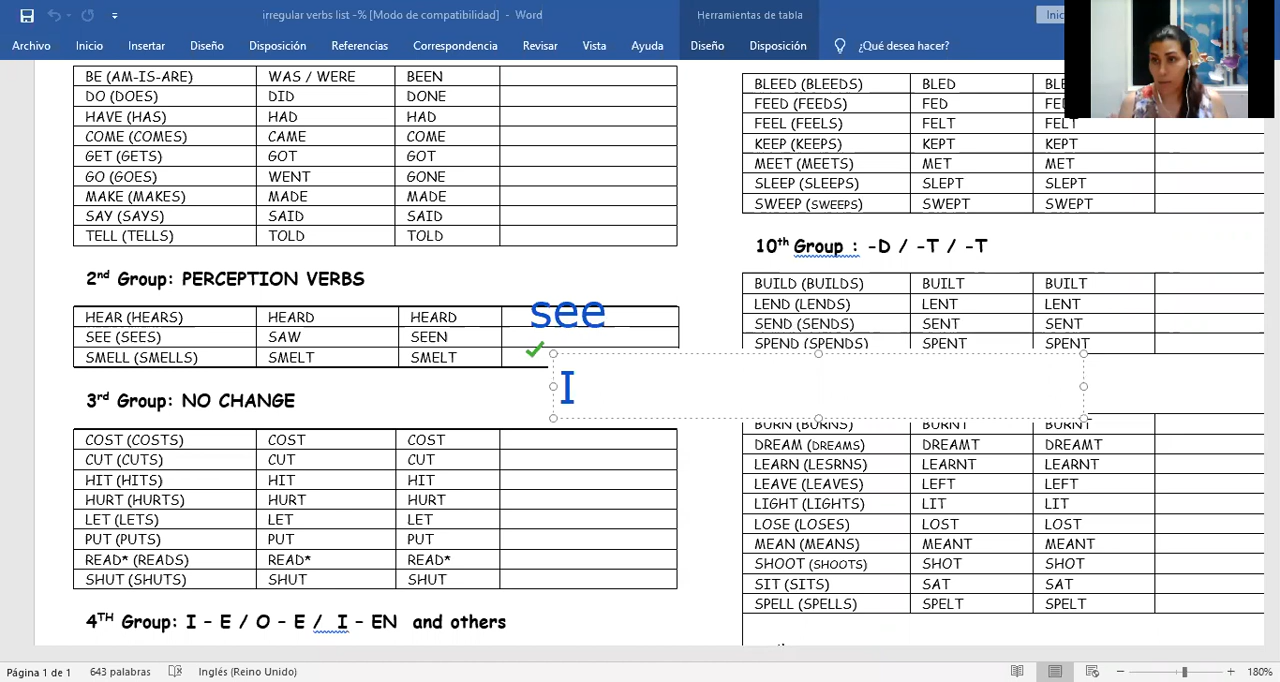 irregular verbs list -% [Modo de compatibilidad] - Word
Herramientas de tabla
Archivo Inicio Insertar Diseño Disposición Referencias Correspondencia Revisar Vista Ayuda Diseño Disposición ¿Qué desea hacer?
BE (AM-IS-ARE) WAS / WERE BEEN
DO (DOES) DID DONE
HAVE (HAS) HAD HAD
COME (COMES) CAME COME
GET (GETS) GOT GOT
GO (GOES) WENT GONE
MAKE (MAKES) MADE MADE
SAY (SAYS) SAID SAID
TELL (TELLS) TOLD TOLD
2nd Group: PERCEPTION VERBS
HEAR (HEARS) HEARD HEARD
SEE (SEES) SAW SEEN
SMELL (SMELLS) SMELT SMELT
see
I
3rd Group: NO CHANGE
COST (COSTS) COST COST
CUT (CUTS) CUT CUT
HIT (HITS) HIT HIT
HURT (HURTS) HURT HURT
LET (LETS) LET LET
PUT (PUTS) PUT PUT
READ* (READS) READ* READ*
SHUT (SHUTS) SHUT SHUT
4TH Group: I – E / O – E / I – EN and others
BLEED (BLEEDS) BLED
FEED (FEEDS) FED
FEEL (FEELS) FELT FELT
KEEP (KEEPS) KEPT KEPT
MEET (MEETS) MET MET
SLEEP (SLEEPS) SLEPT SLEPT
SWEEP (SWEEPS) SWEPT SWEPT
10th Group : -D / -T / -T
BUILD (BUILDS) BUILT BUILT
LEND (LENDS) LENT LENT
SEND (SENDS) SENT SENT
SPEND (SPENDS) SPENT SPENT
BURN (BURNS) BURNT BURNT
DREAM (DREAMS) DREAMT DREAMT
LEARN (LESRNS) LEARNT LEARNT
LEAVE (LEAVES) LEFT LEFT
LIGHT (LIGHTS) LIT LIT
LOSE (LOSES) LOST LOST
MEAN (MEANS) MEANT MEANT
SHOOT (SHOOTS) SHOT SHOT
SIT (SITS) SAT SAT
SPELL (SPELLS) SPELT SPELT
Página 1 de 1 643 palabras Inglés (Reino Unido) 180%